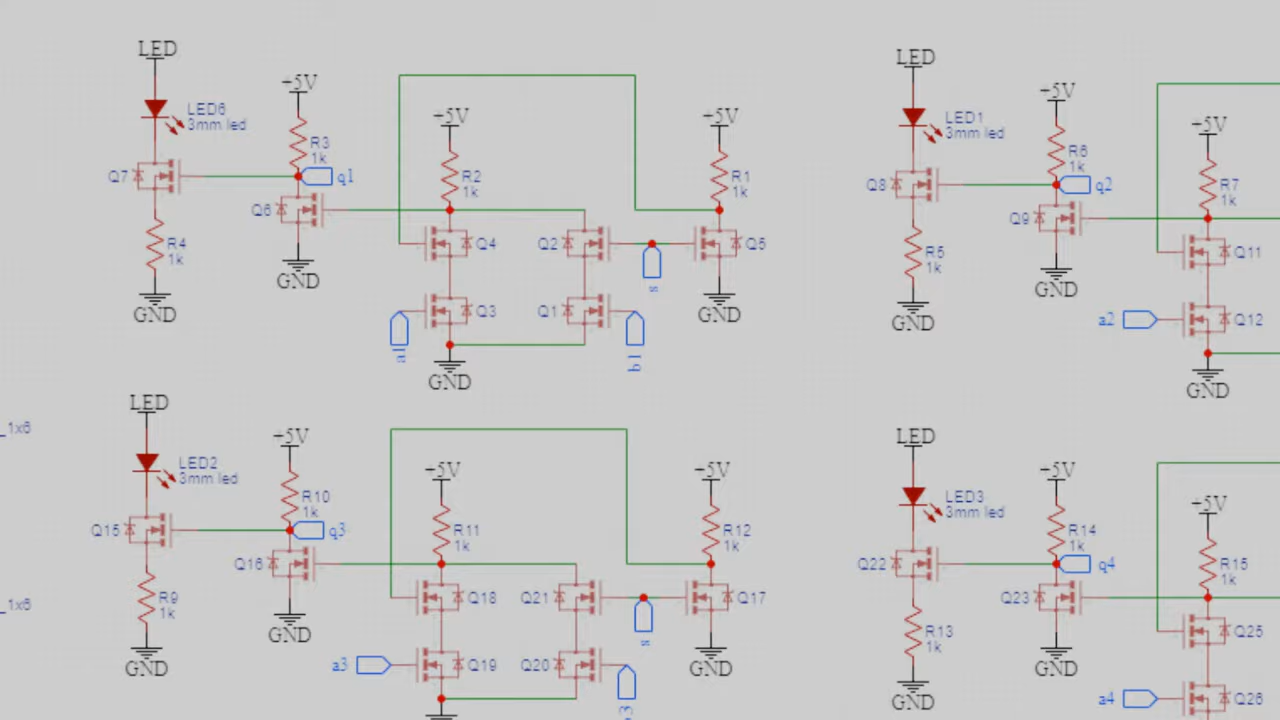 LED
LED6
3mm led
Q7
R4
1k
GND
+5V
R3
1k
q1
Q6
GND
+5V
R2
1k
Q4
Q3
a1
GND
Q2
Q1
b1
s
+5V
R1
1k
Q5
GND
LED
LED1
3mm led
Q8
R5
1k
GND
+5V
R6
1k
q2
Q9
GND
+5V
R7
1k
Q11
a2
Q12
GND
_1x6
_1x6
LED
LED2
3mm led
Q15
R9
1k
GND
+5V
R10
1k
q3
Q16
GND
+5V
R11
1k
Q18
a3
Q19
Q21
Q20
s
+5V
R12
1k
Q17
GND
LED
LED3
3mm led
Q22
R13
1k
GND
+5V
R14
1k
q4
Q23
GND
+5V
R15
1k
Q25
a4
Q26